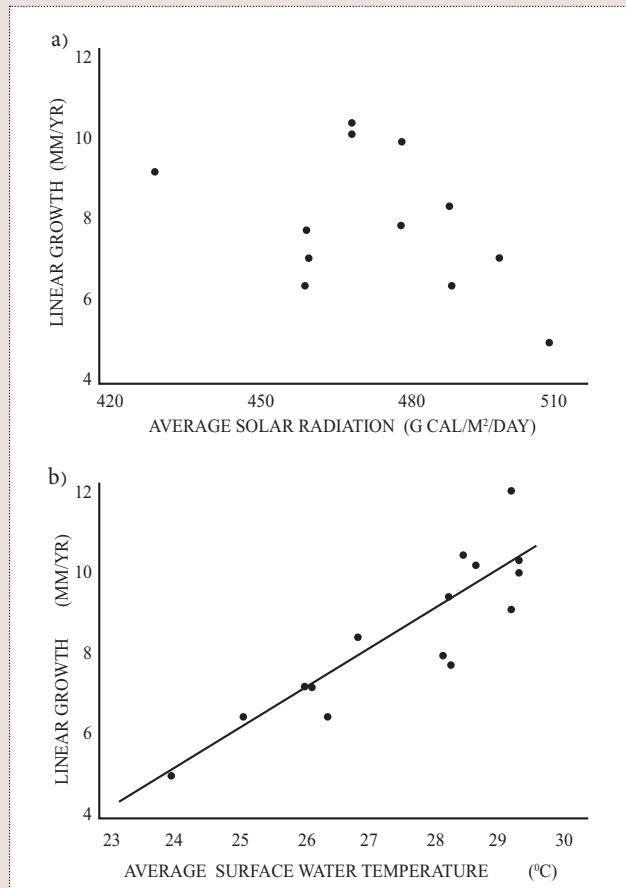 a)
12
10
8
6
4
LINEAR GROWTH (MM/YR)
420 450 480 510
AVERAGE SOLAR RADIATION (G CAL/M²/DAY)
b)
12
10
8
6
4
LINEAR GROWTH (MM/YR)
23 24 25 26 27 28 29 30
AVERAGE SURFACE WATER TEMPERATURE (⁰C)